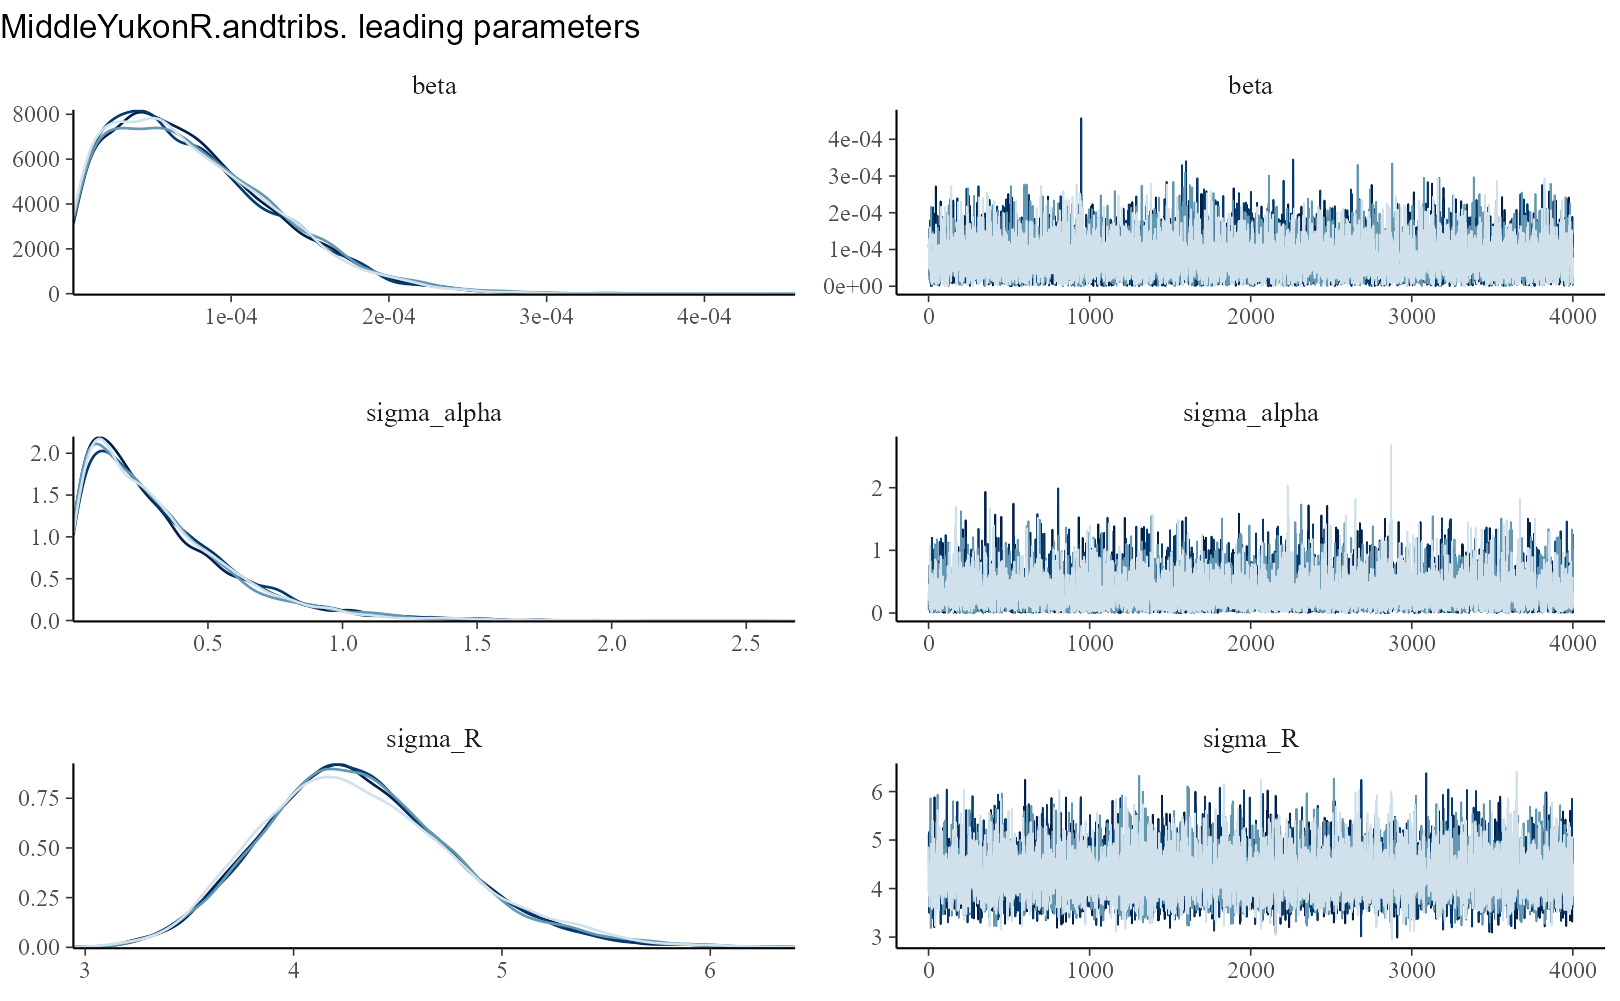 MiddleYukonR.andtribs. leading parameters
beta
8000
6000
4000
2000
0
1e-04 2e-04 3e-04 4e-04
beta
4e-04
3e-04
2e-04
1e-04
0e+00
0 1000 2000 3000 4000
sigma_alpha
2.0
1.5
1.0
0.5
0.0
0.5 1.0 1.5 2.0 2.5
sigma_alpha
2
1
0
0 1000 2000 3000 4000
sigma_R
0.75
0.50
0.25
0.00
3 4 5 6
sigma_R
6
5
4
3
0 1000 2000 3000 4000